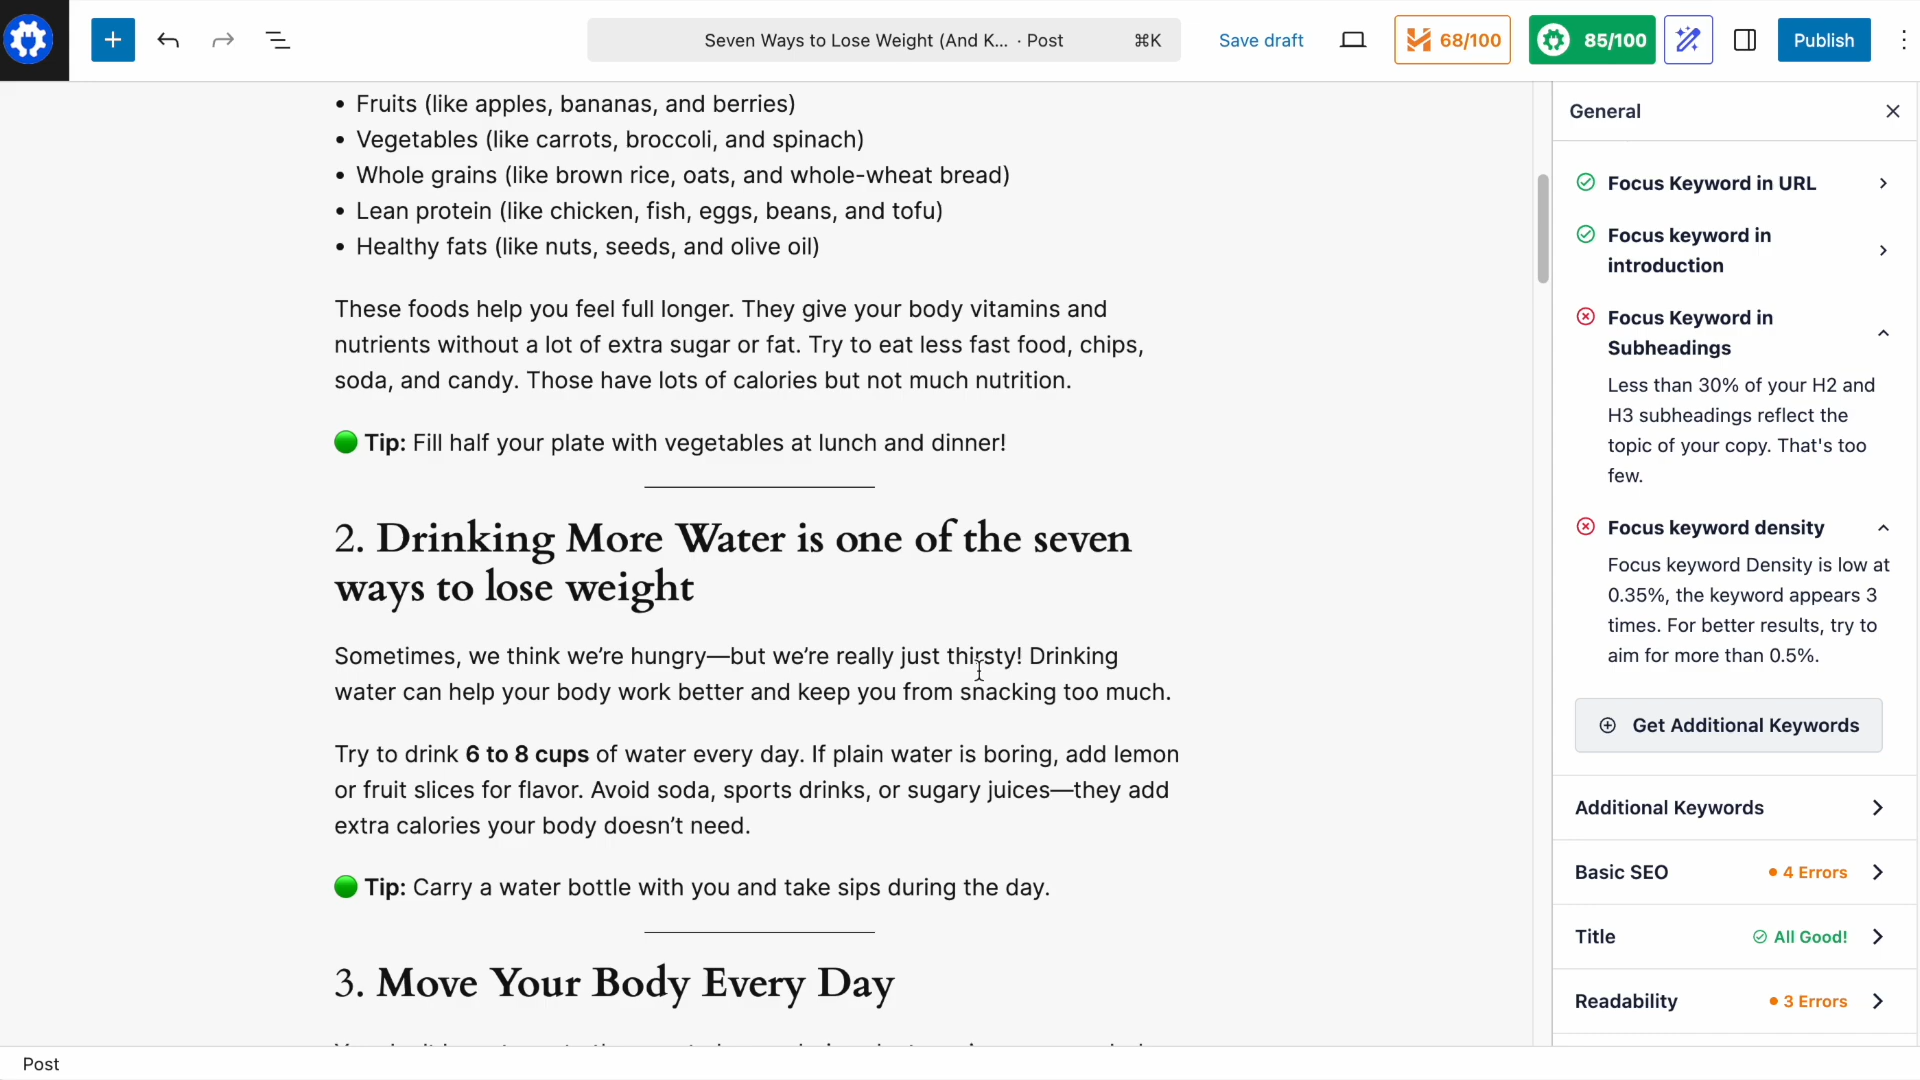 Seven Ways to Lose Weight (And K... · Post ⌘K
Save draft
68/100
85/100
Publish
• Fruits (like apples, bananas, and berries)
• Vegetables (like carrots, broccoli, and spinach)
• Whole grains (like brown rice, oats, and whole-wheat bread)
• Lean protein (like chicken, fish, eggs, beans, and tofu)
• Healthy fats (like nuts, seeds, and olive oil)
These foods help you feel full longer. They give your body vitamins and
nutrients without a lot of extra sugar or fat. Try to eat less fast food, chips,
soda, and candy. Those have lots of calories but not much nutrition.
Tip: Fill half your plate with vegetables at lunch and dinner!
2. Drinking More Water is one of the seven
ways to lose weight
Sometimes, we think we’re hungry—but we’re really just thirsty! Drinking
water can help your body work better and keep you from snacking too much.
Try to drink 6 to 8 cups of water every day. If plain water is boring, add lemon
or fruit slices for flavor. Avoid soda, sports drinks, or sugary juices—they add
extra calories your body doesn’t need.
Tip: Carry a water bottle with you and take sips during the day.
3. Move Your Body Every Day
General
Focus Keyword in URL
Focus keyword in
introduction
Focus Keyword in
Subheadings
Less than 30% of your H2 and
H3 subheadings reflect the
topic of your copy. That's too
few.
Focus keyword density
Focus keyword Density is low at
0.35%, the keyword appears 3
times. For better results, try to
aim for more than 0.5%.
Get Additional Keywords
Additional Keywords
Basic SEO 4 Errors
Title All Good!
Readability 3 Errors
Post